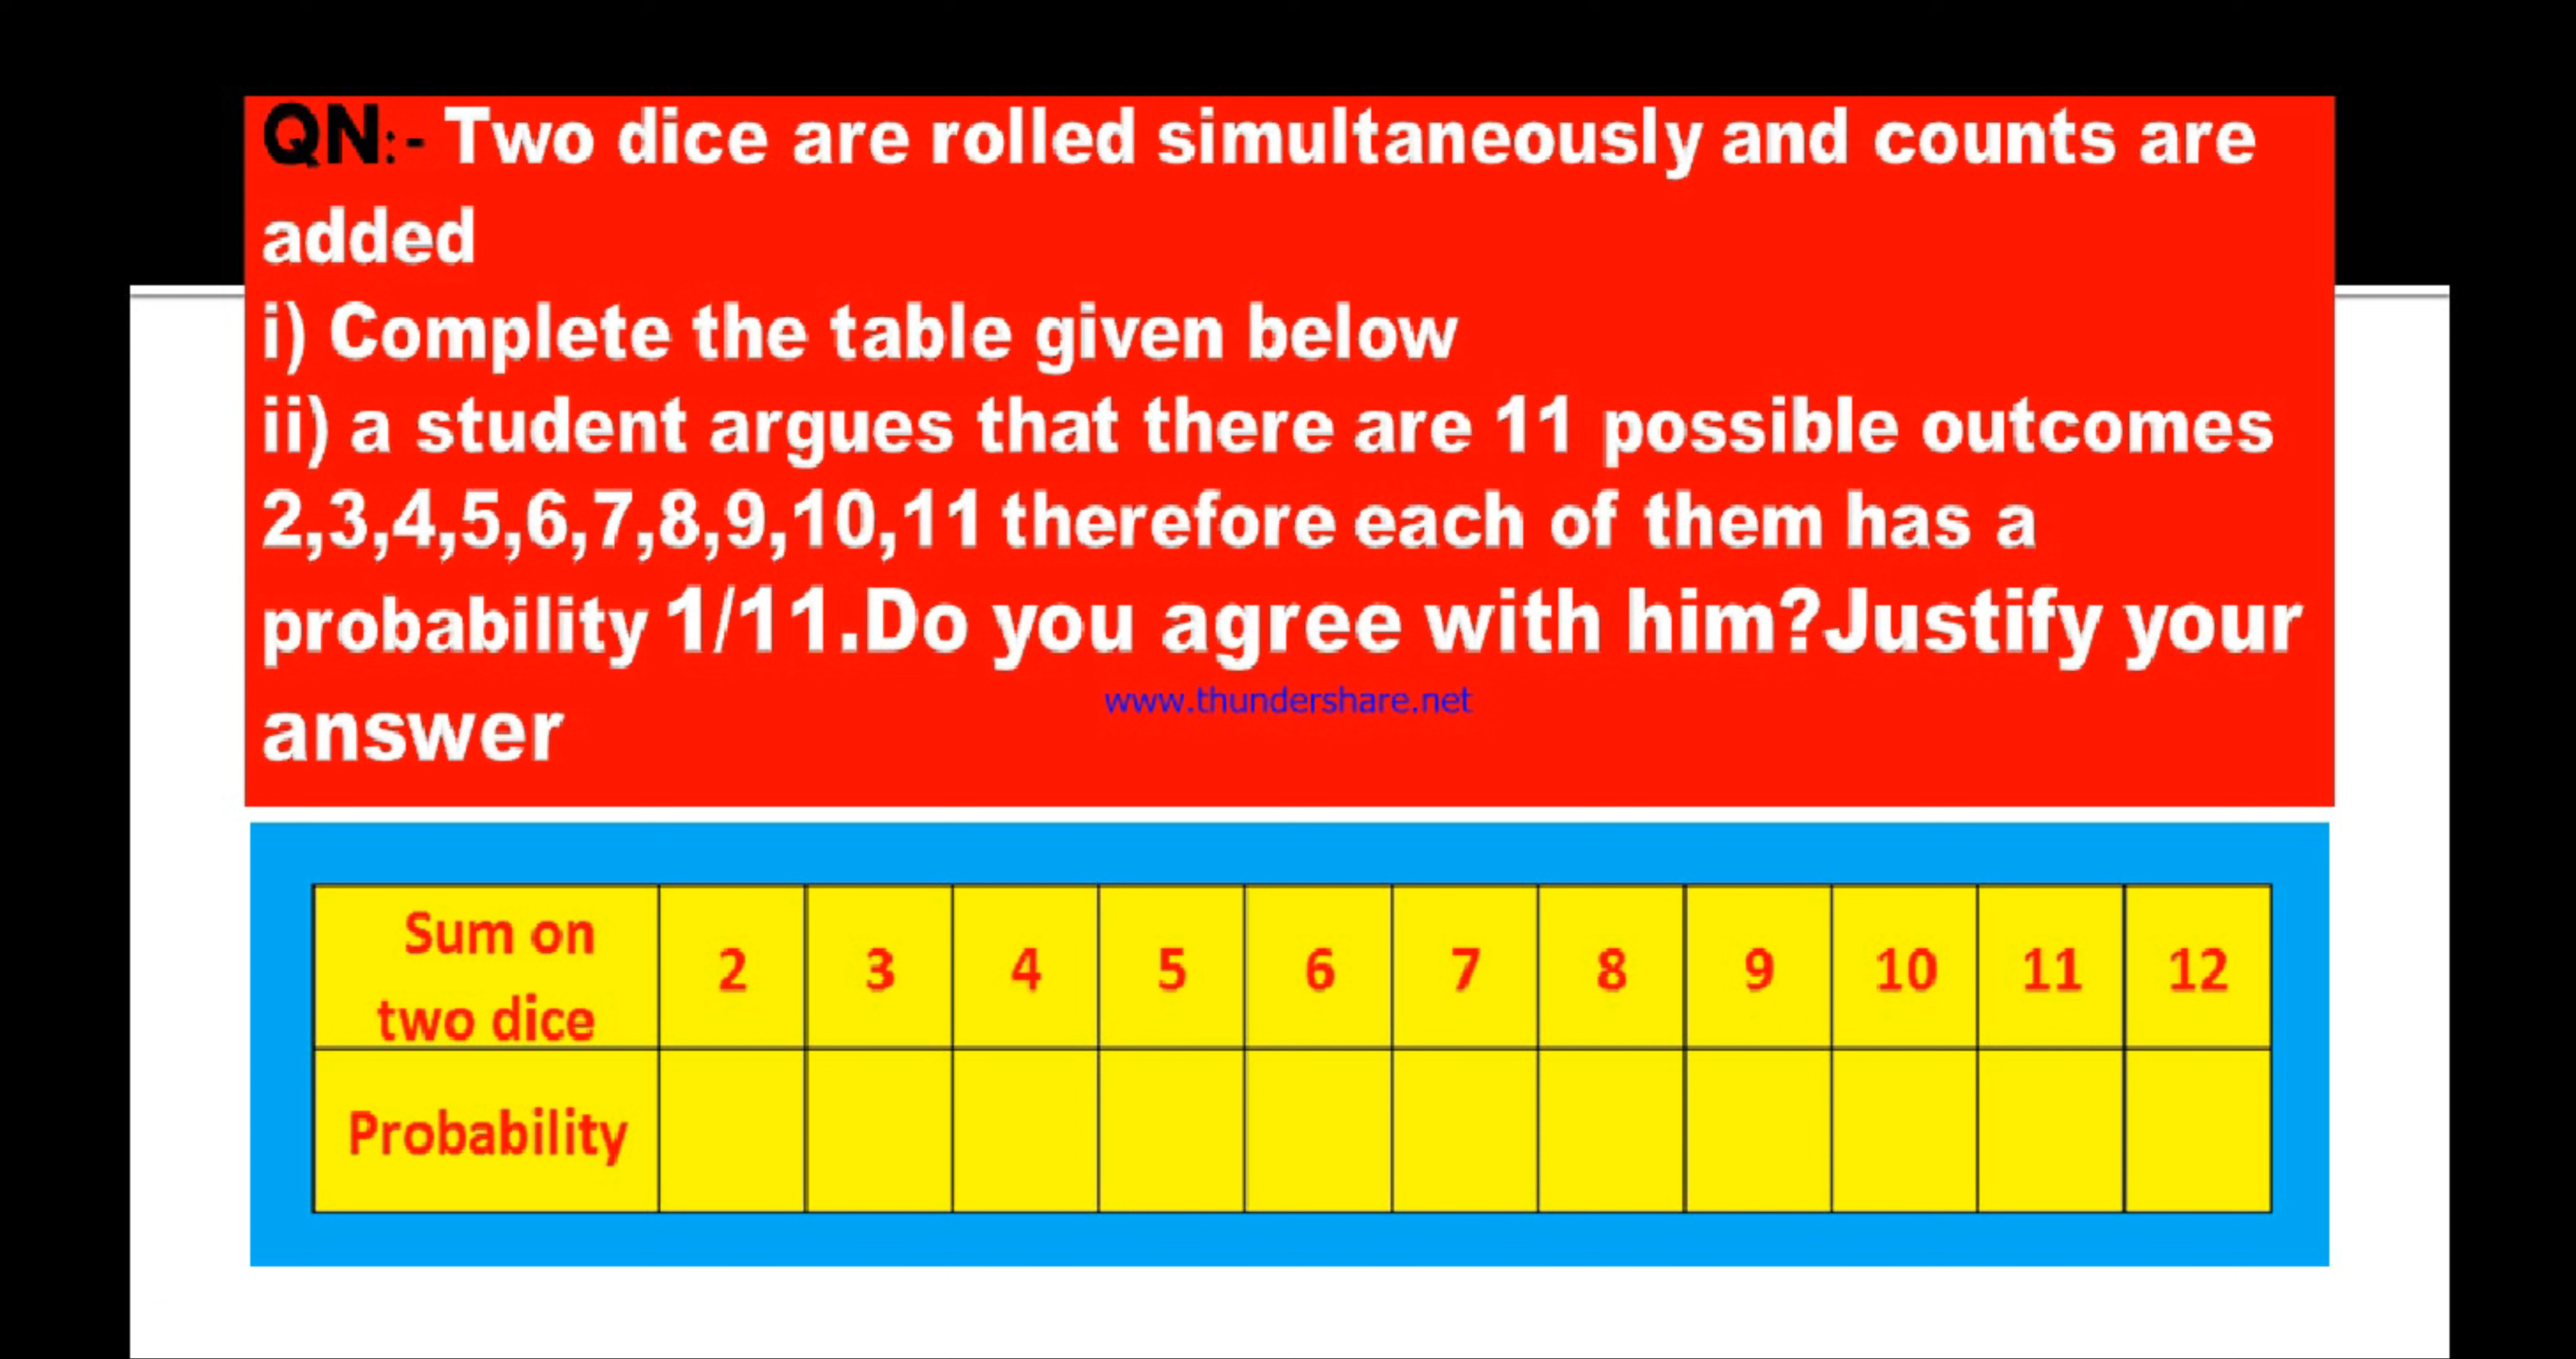 QN:- Two dice are rolled simultaneously and counts are
added
i) Complete the table given below
ii) a student argues that there are 11 possible outcomes
2,3,4,5,6,7,8,9,10,11 therefore each of them has a
probability 1/11.Do you agree with him?Justify your
answer
www.thundershare.net
Sum on
two dice 2 3 4 5 6 7 8 9 10 11 12
Probability